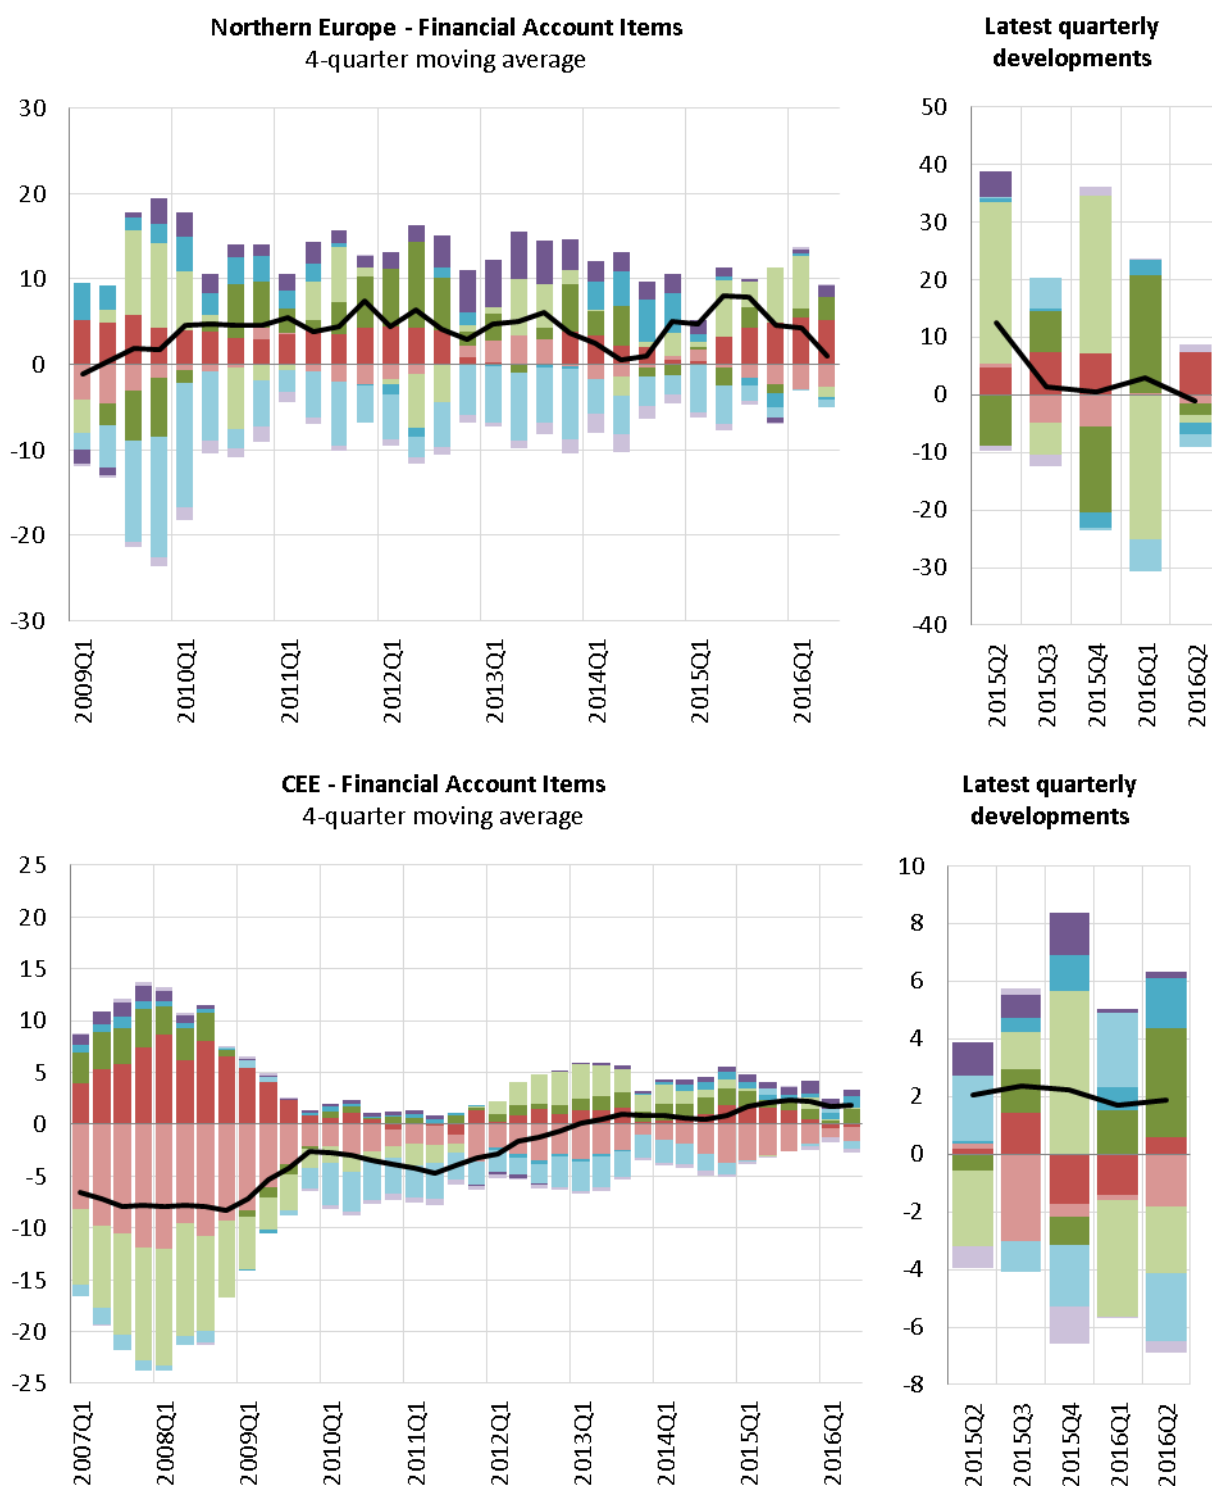 Northern Europe - Financial Account Items
4-quarter moving average
Latest quarterly
developments
30
20
10
0
-10
-20
-30
2009Q1
2010Q1
2011Q1
2012Q1
2013Q1
2014Q1
2015Q1
2016Q1
50
40
30
20
10
0
-10
-20
-30
-40
2015Q2
2015Q3
2015Q4
2016Q1
2016Q2
CEE - Financial Account Items
4-quarter moving average
Latest quarterly
developments
25
20
15
10
5
0
-5
-10
-15
-20
-25
2007Q1
2008Q1
2009Q1
2010Q1
2011Q1
2012Q1
2013Q1
2014Q1
2015Q1
2016Q1
10
8
6
4
2
0
-2
-4
-6
-8
2015Q2
2015Q3
2015Q4
2016Q1
2016Q2